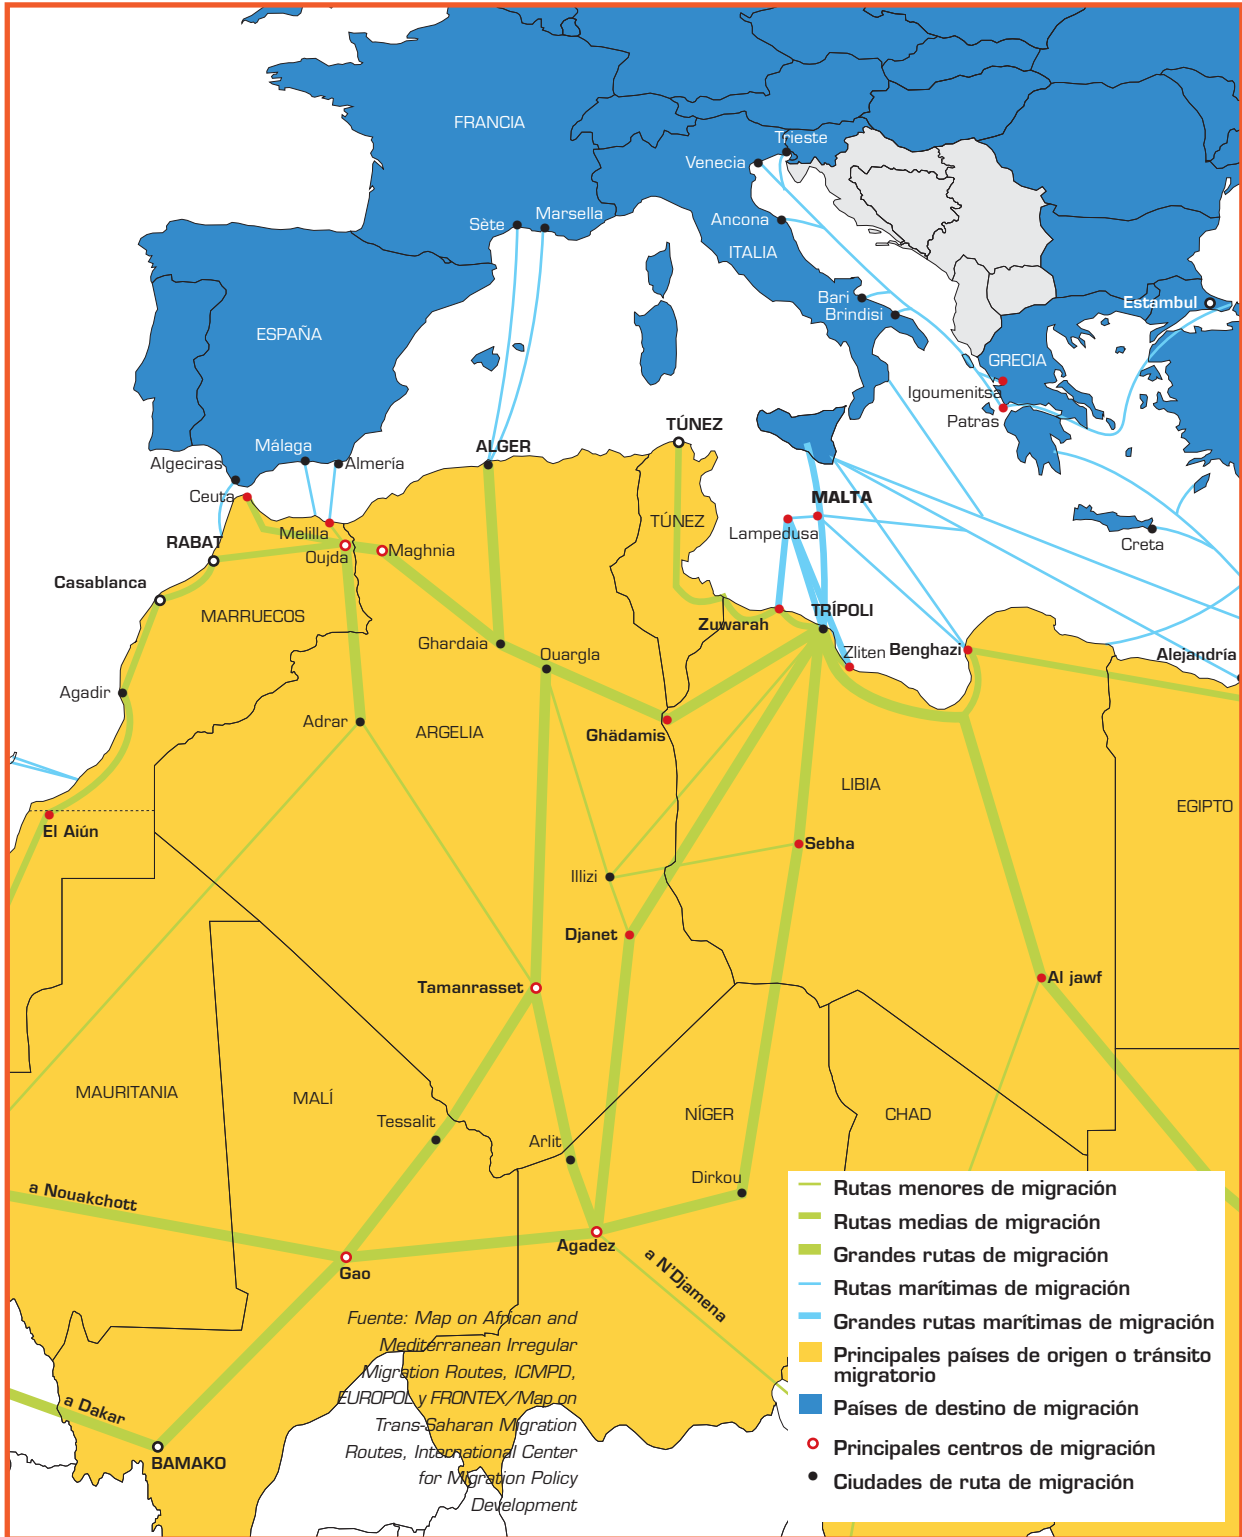 FRANCIA
Trieste
Venecia
Sète
Marsella
Ancona
ITALIA
Bari
Brindisi
Estambul
ESPAÑA
GRECIA
Igoumenitsa
Patras
TÚNEZ
Málaga
ALGER
Algeciras
Almería
Ceuta
MALTA
TÚNEZ
Lampedusa
Melilla
RABAT
Oujda
Maghnia
Creta
Casablanca
MARRUECOS
TRÍPOLI
Zuwarah
Ghardaia
Ouargla
Zliten
Benghazi
Alejandría
Agadir
Adrar
ARGELIA
Ghädamis
LIBIA
EGIPTO
El Aiún
Sebha
Illizi
Djanet
Al jawf
Tamanrasset
MAURITANIA
MALÍ
Tessalit
NÍGER
CHAD
Arlit
Dirkou
a Nouakchott
Agadez
Gao
a N'Djamena
a Dakar
BAMAKO
Fuente: Map on African and
Mediterranean Irregular
Migration Routes, ICMPD,
EUROPOL y FRONTEX/Map on
Trans-Saharan Migration
Routes, International Center
for Migration Policy
Development
Rutas menores de migración
Rutas medias de migración
Grandes rutas de migración
Rutas marítimas de migración
Grandes rutas marítimas de migración
Principales países de origen o tránsito
migratorio
Países de destino de migración
Principales centros de migración
Ciudades de ruta de migración